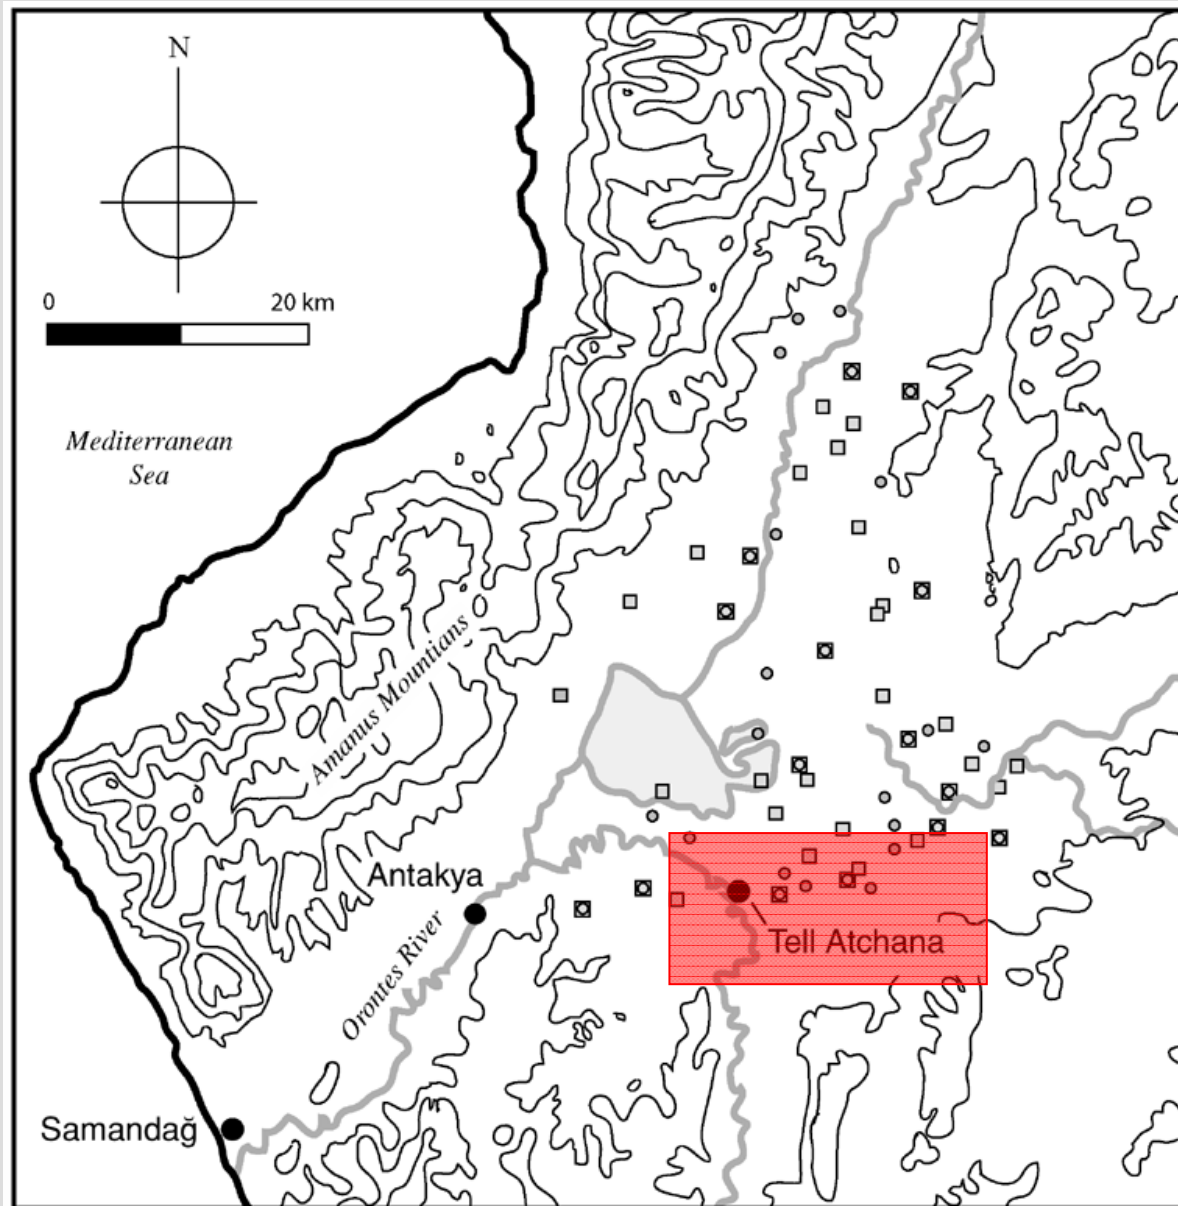 N
0 20 km
Mediterranean
Sea
Amanus Mountians
Antakya
Orontes River
Tell Atchana
Samandağ